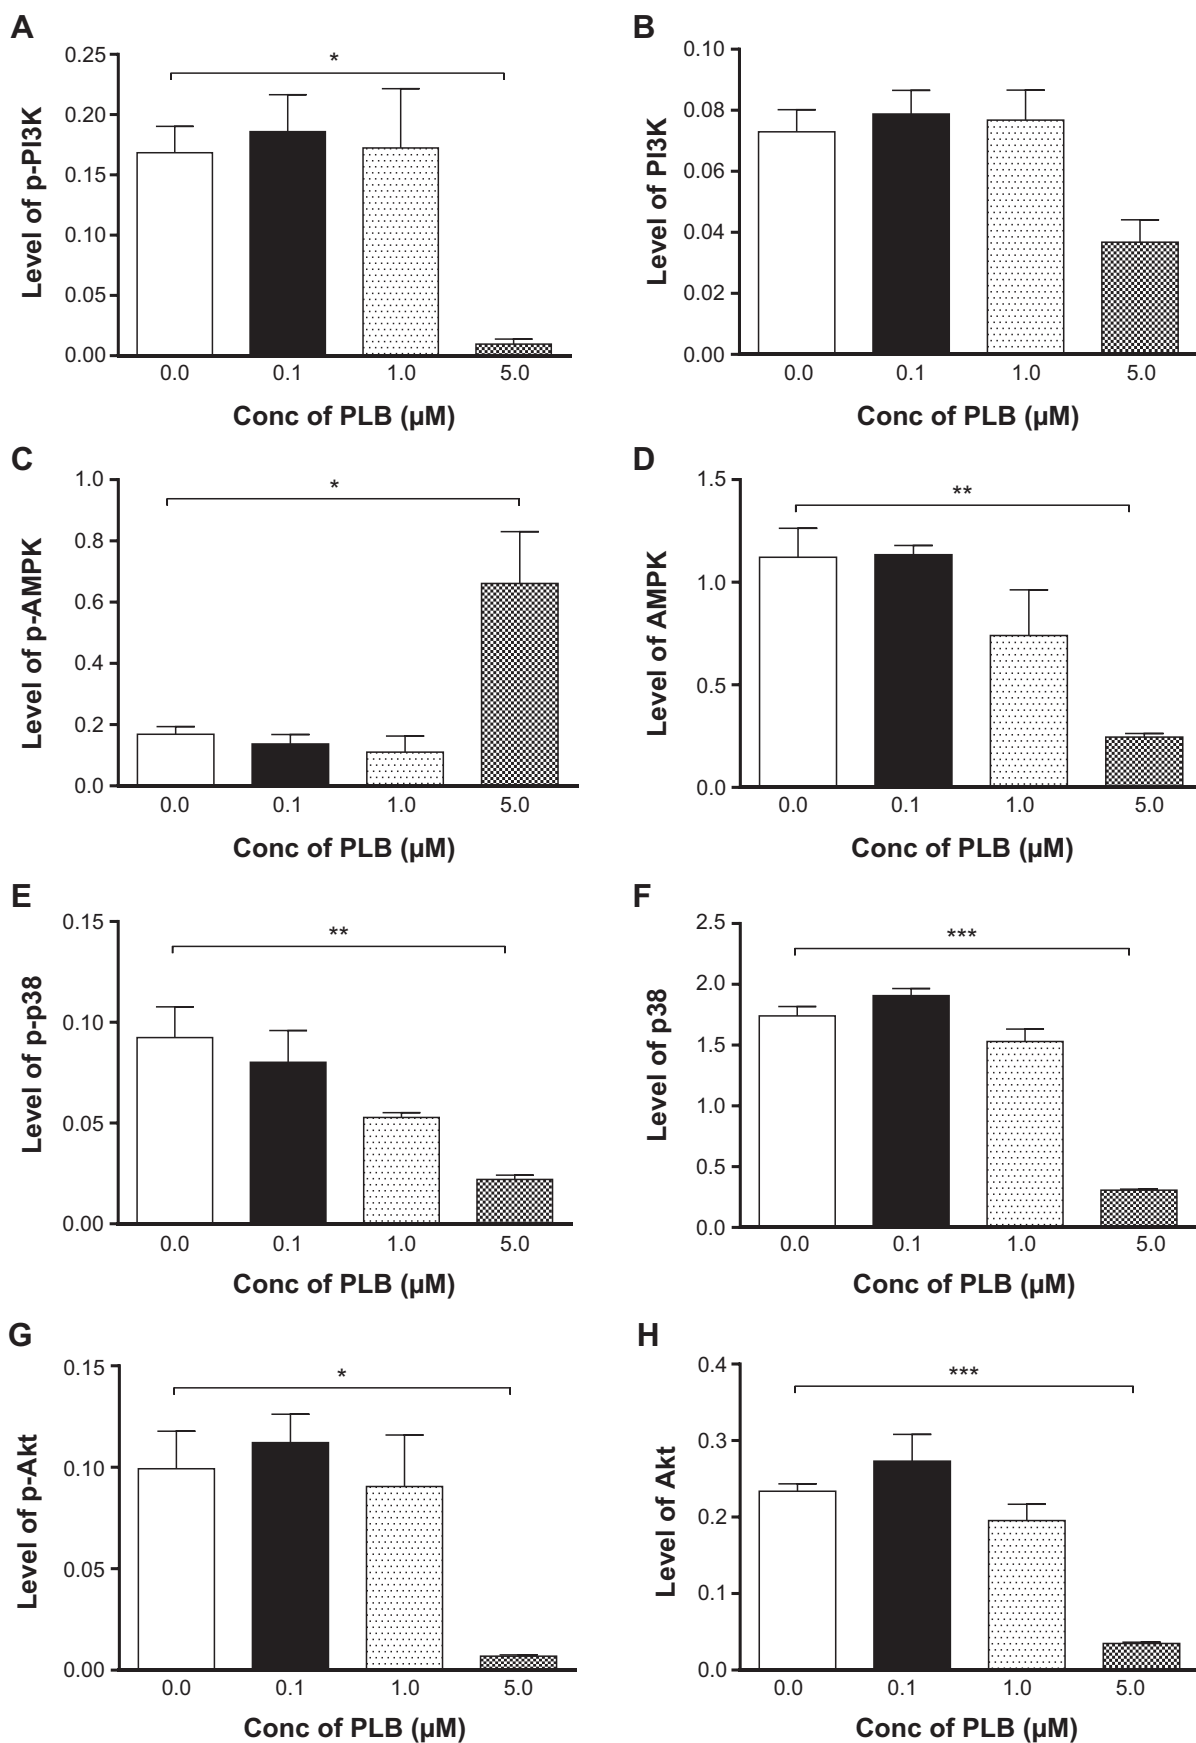 A
Level of p-PI3K
0.25
0.20
0.15
0.10
0.05
0.00
*
0.0 0.1 1.0 5.0
Conc of PLB (µM)
B
Level of PI3K
0.10
0.08
0.06
0.04
0.02
0.00
0.0 0.1 1.0 5.0
Conc of PLB (µM)
C
Level of p-AMPK
1.0
0.8
0.6
0.4
0.2
0.0
*
0.0 0.1 1.0 5.0
Conc of PLB (µM)
D
Level of AMPK
1.5
1.0
0.5
0.0
**
0.0 0.1 1.0 5.0
Conc of PLB (µM)
E
Level of p-p38
0.15
0.10
0.05
0.00
**
0.0 0.1 1.0 5.0
Conc of PLB (µM)
F
Level of p38
2.5
2.0
1.5
1.0
0.5
0.0
***
0.0 0.1 1.0 5.0
Conc of PLB (µM)
G
Level of p-Akt
0.15
0.10
0.05
0.00
*
0.0 0.1 1.0 5.0
Conc of PLB (µM)
H
Level of Akt
0.4
0.3
0.2
0.1
0.0
***
0.0 0.1 1.0 5.0
Conc of PLB (µM)